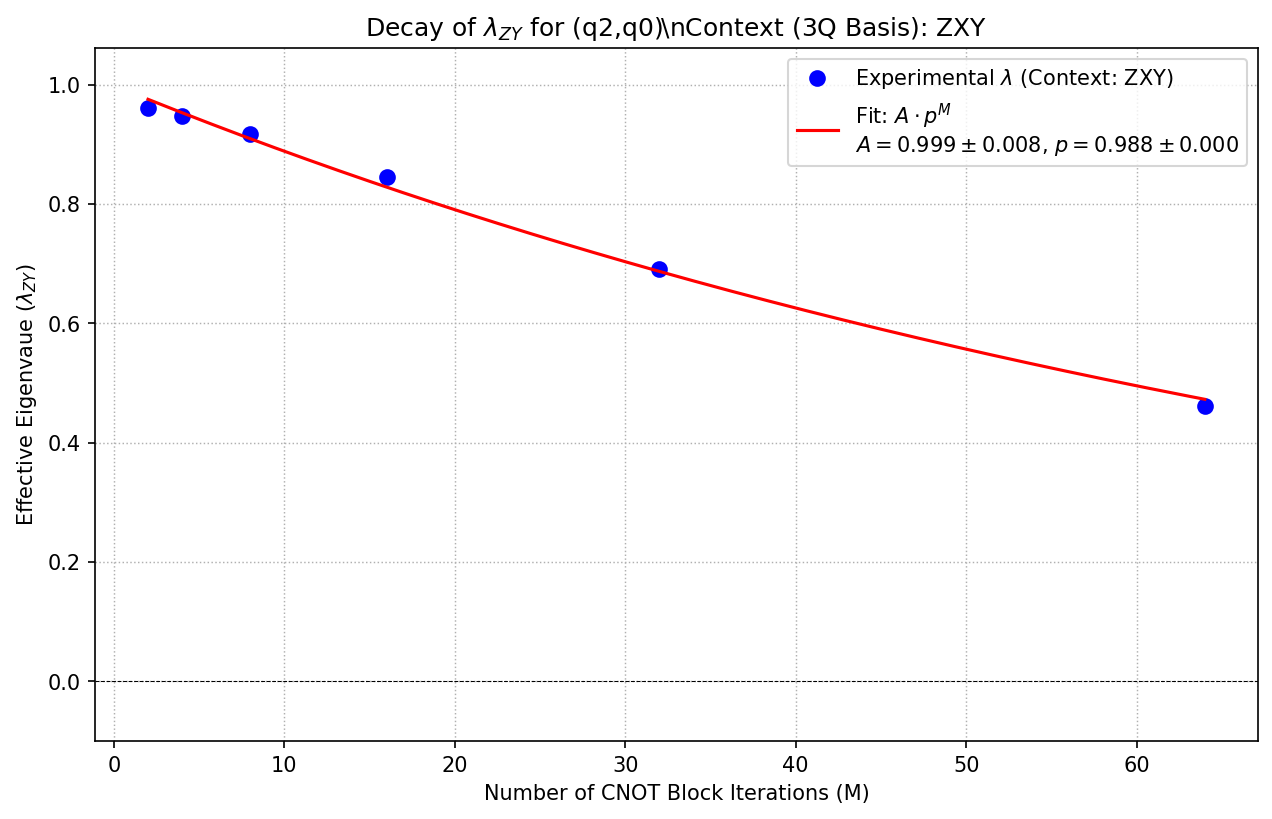 Decay of λ_ZY for (q2,q0)\nContext (3Q Basis): ZXY
Experimental λ (Context: ZXY)
Fit: A · p^M
A = 0.999 ± 0.008, p = 0.988 ± 0.000
Effective Eigenvaue (λ_ZY)
1.0
0.8
0.6
0.4
0.2
0.0
0 10 20 30 40 50 60
Number of CNOT Block Iterations (M)